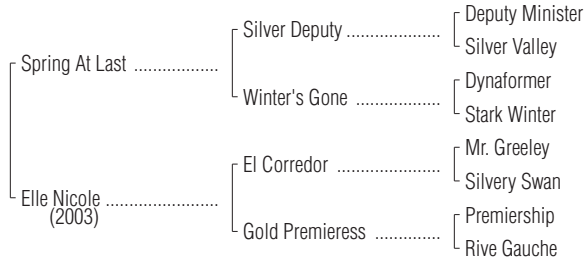 Deputy Minister
Silver Deputy ....................
Silver Valley
Spring At Last ..................
Dynaformer
Winter's Gone ..................
Stark Winter
Mr. Greeley
El Corredor ......................
Silvery Swan
Elle Nicole ........................
(2003)
Premiership
Gold Premieress ...............
Rive Gauche